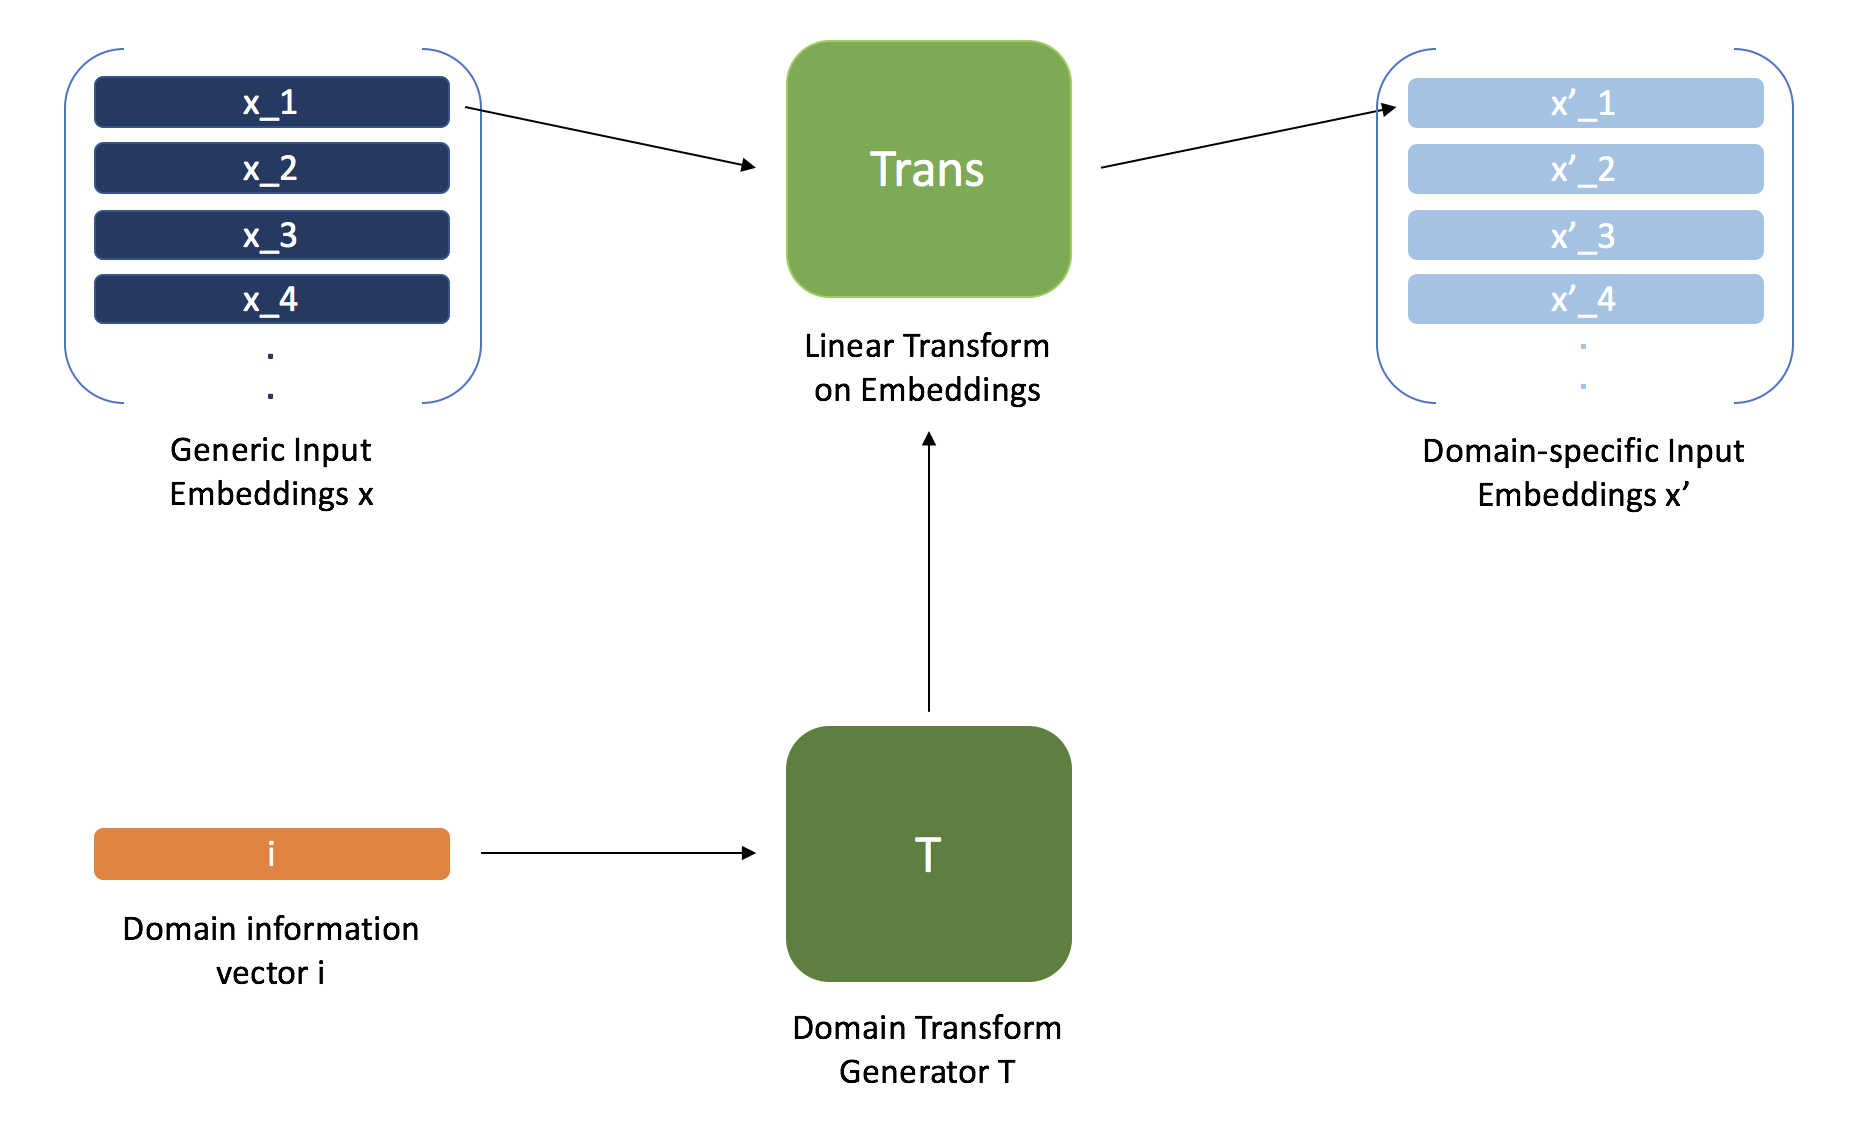 x_1
x_2
x_3
x_4
.
.
Generic Input
Embeddings x
Trans
Linear Transform
on Embeddings
x’_1
x’_2
x’_3
x’_4
.
.
Domain-specific Input
Embeddings x’
i
Domain information
vector i
T
Domain Transform
Generator T